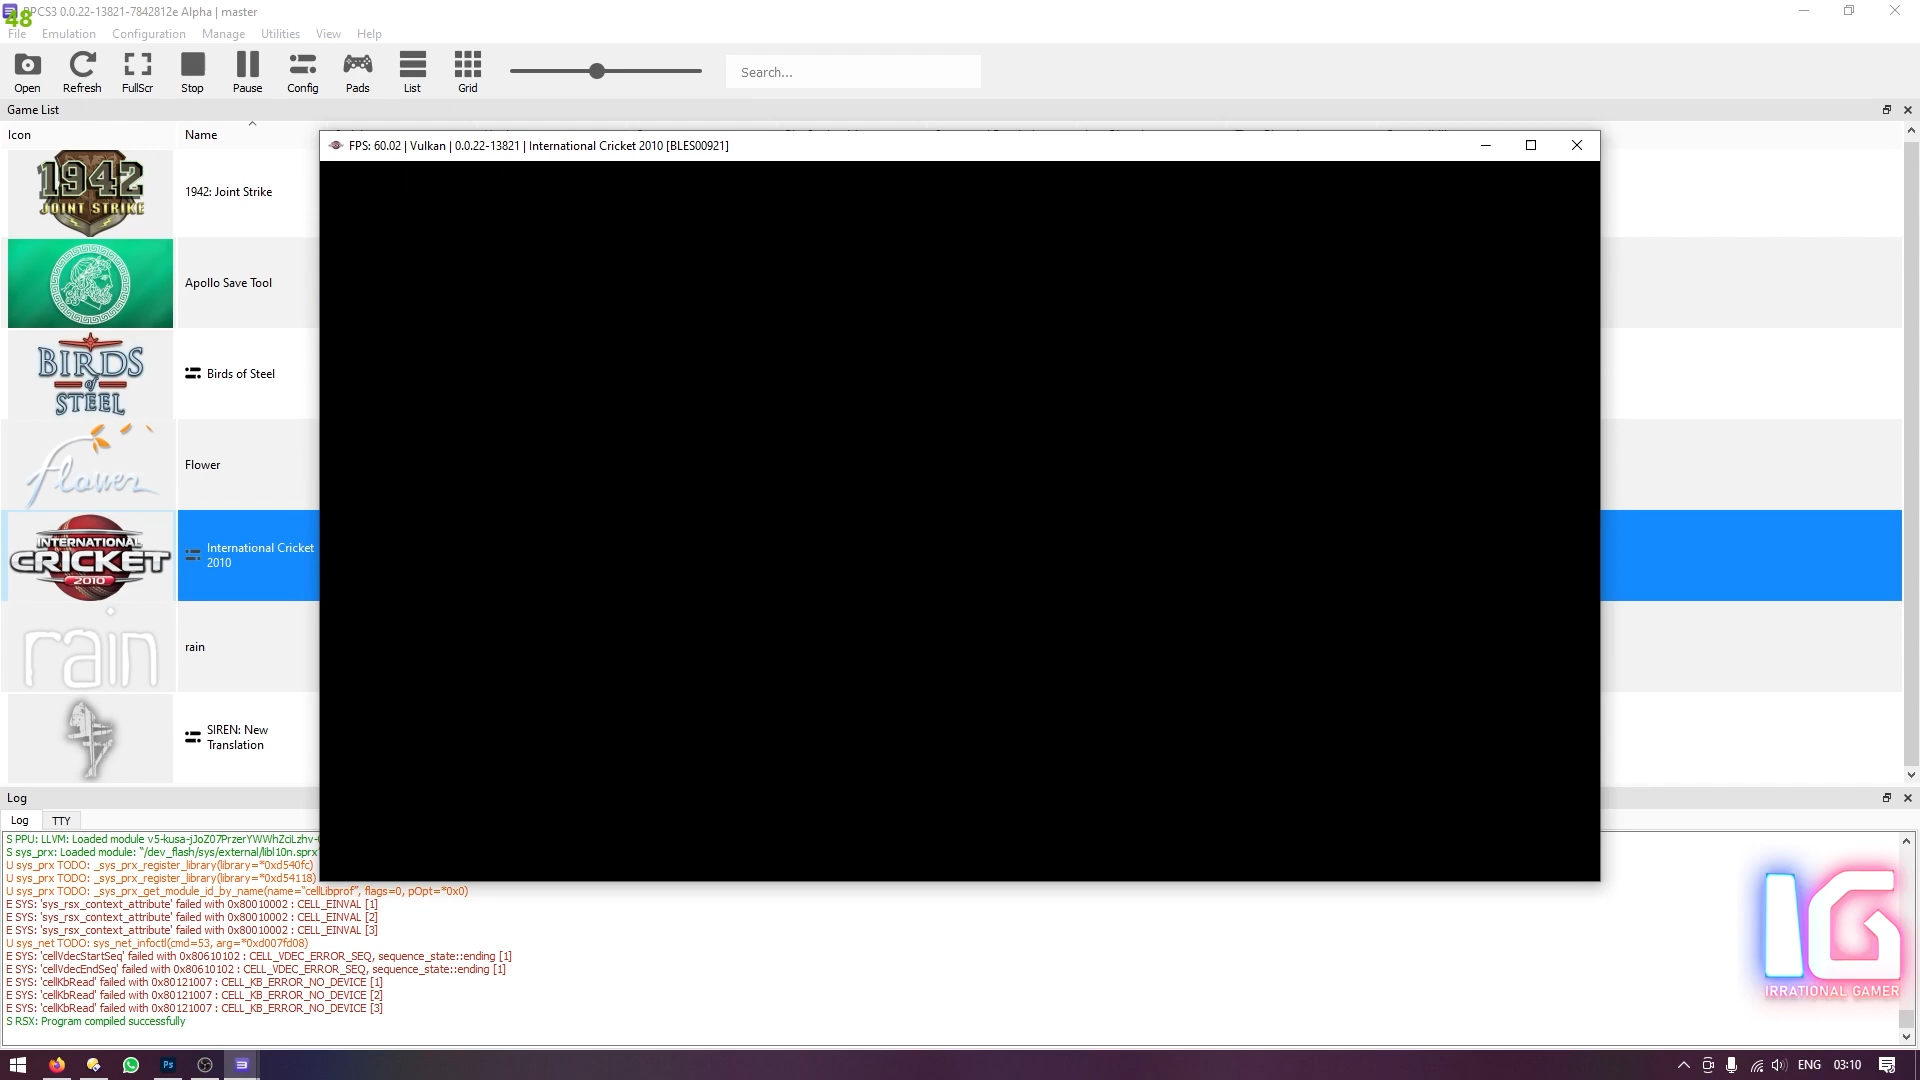 48
RPCS3 0.0.22-13821-7842812e Alpha | master
File Emulation Configuration Manage Utilities View Help
Open Refresh FullScr Stop Pause Config Pads List Grid
Search...
Game List
Icon Name
FPS: 60.02 | Vulkan | 0.0.22-13821 | International Cricket 2010 [BLES00921]
1942
JOINT STRIKE
1942: Joint Strike
Apollo Save Tool
BIRDS
of
STEEL
Birds of Steel
flower
Flower
INTERNATIONAL
CRICKET
2010
International Cricket
2010
rain
rain
SIREN: New
Translation
Log
Log TTY
S PPU: LLVM: Loaded module v5-kusa-jJoZ07PrzerYWWhZciLzhv-
S sys_prx: Loaded module: "/dev_flash/sys/external/libl10n.sprx"
U sys_prx TODO: _sys_prx_register_library(library=*0xd540fc)
U sys_prx TODO: _sys_prx_register_library(library=*0xd54118)
U sys_prx TODO: _sys_prx_get_module_id_by_name(name="cellLibprof", flags=0, pOpt=*0x0)
E SYS: 'sys_rsx_context_attribute' failed with 0x80010002 : CELL_EINVAL [1]
E SYS: 'sys_rsx_context_attribute' failed with 0x80010002 : CELL_EINVAL [2]
E SYS: 'sys_rsx_context_attribute' failed with 0x80010002 : CELL_EINVAL [3]
U sys_net TODO: sys_net_infoctl(cmd=53, arg=*0xd007fd08)
E SYS: 'cellVdecStartSeq' failed with 0x80610102 : CELL_VDEC_ERROR_SEQ, sequence_state::ending [1]
E SYS: 'cellVdecEndSeq' failed with 0x80610102 : CELL_VDEC_ERROR_SEQ, sequence_state::ending [1]
E SYS: 'cellKbRead' failed with 0x80121007 : CELL_KB_ERROR_NO_DEVICE [1]
E SYS: 'cellKbRead' failed with 0x80121007 : CELL_KB_ERROR_NO_DEVICE [2]
E SYS: 'cellKbRead' failed with 0x80121007 : CELL_KB_ERROR_NO_DEVICE [3]
S RSX: Program compiled successfully
IG
IRRATIONAL GAMER
Ps
ENG 03:10